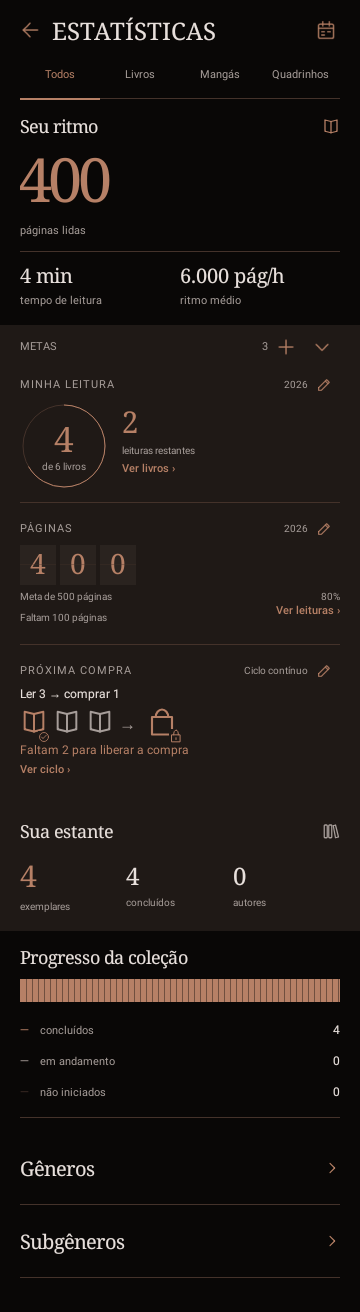 ESTATÍSTICAS
Todos Livros Mangás Quadrinhos
Seu ritmo
400
páginas lidas
4 min 6.000 pág/h
tempo de leitura ritmo médio
METAS 3
MINHA LEITURA 2026
4
de 6 livros
2
leituras restantes
Ver livros ›
PÁGINAS 2026
4 0 0
Meta de 500 páginas 80%
Ver leituras ›
Faltam 100 páginas
PRÓXIMA COMPRA Ciclo contínuo
Ler 3 → comprar 1
→
Faltam 2 para liberar a compra
Ver ciclo ›
Sua estante
4 4 0
exemplares concluídos autores
Progresso da coleção
concluídos 4
em andamento 0
não iniciados 0
Gêneros
Subgêneros